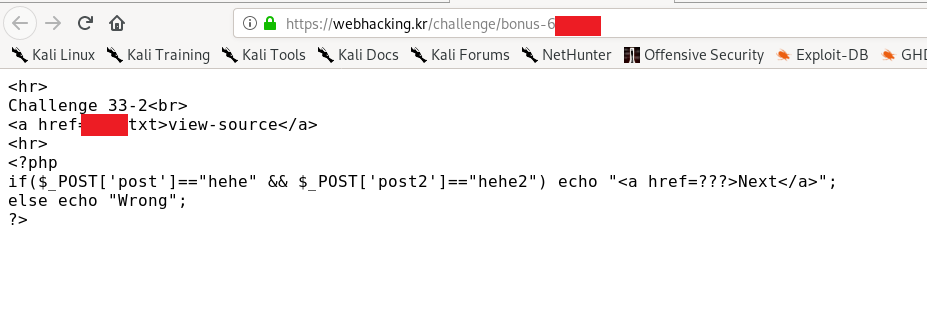 https://webhacking.kr/challenge/bonus-6
Kali Linux Kali Training Kali Tools Kali Docs Kali Forums NetHunter Offensive Security Exploit-DB GHD
<hr>
Challenge 33-2<br>
<a href= txt>view-source</a>
<hr>
<?php
if($_POST['post']=="hehe" && $_POST['post2']=="hehe2") echo "<a href=???>Next</a>";
else echo "Wrong";
?>